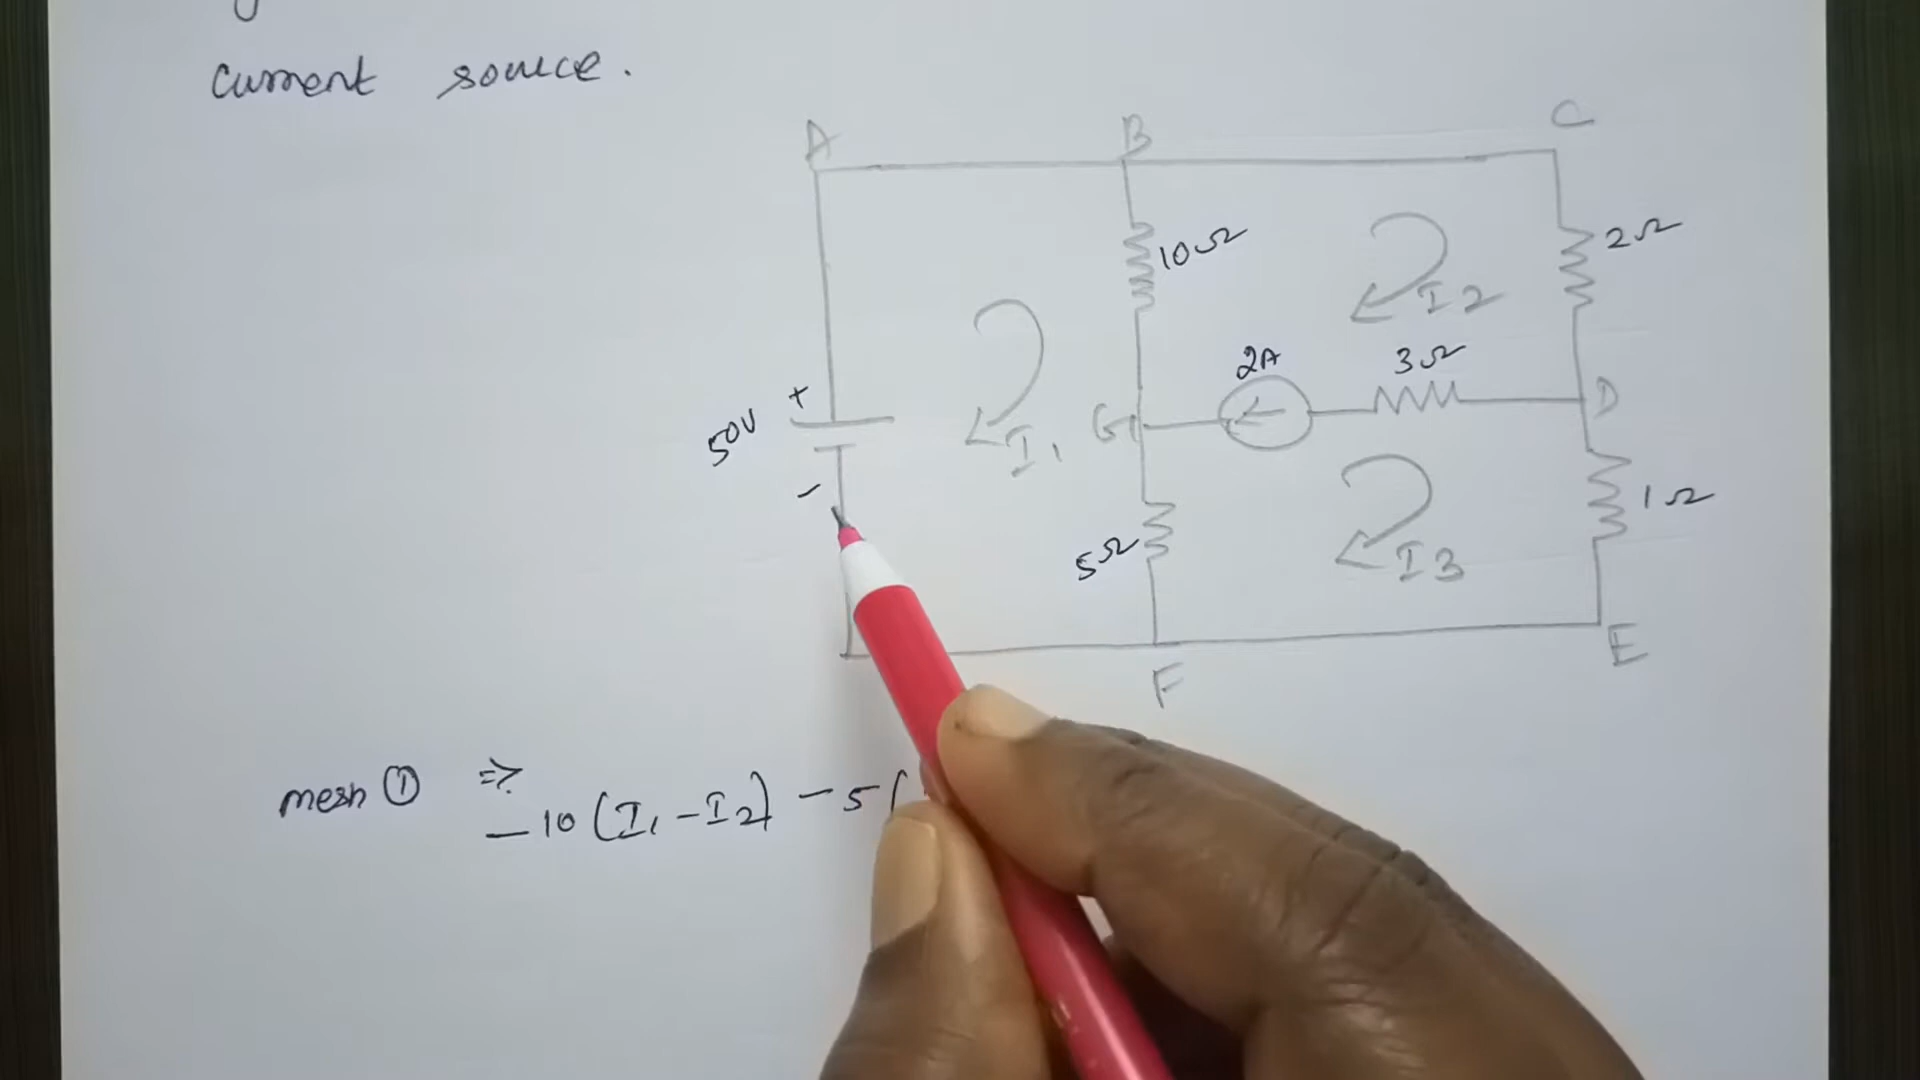 current source.
A
B
C
10Ω
2Ω
I2
2A
3Ω
50V
+
-
I1
G
D
5Ω
I3
1Ω
F
E
mesh ① ⇒
-10 (I1 - I2) - 5 (